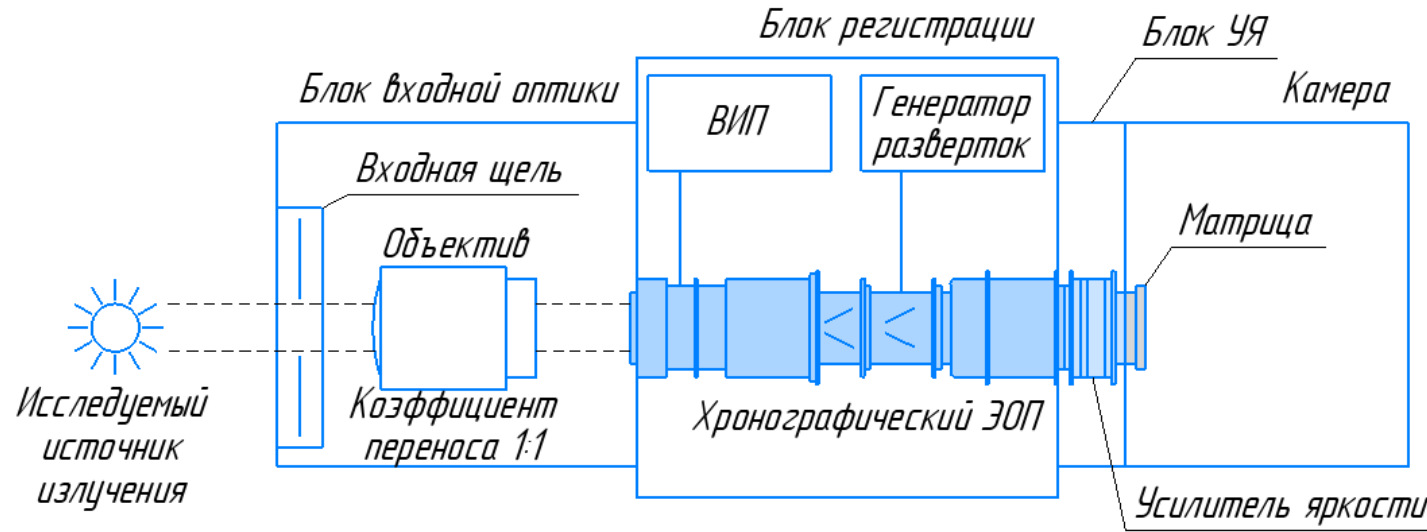 Блок регистрации
Блок УЯ
Блок входной оптики
Камера
ВИП
Генератор
разверток
Входная щель
Матрица
Объектив
Исследуемый
источник
излучения
Коэффициент
переноса 1:1
Хронографический ЭОП
Усилитель яркости